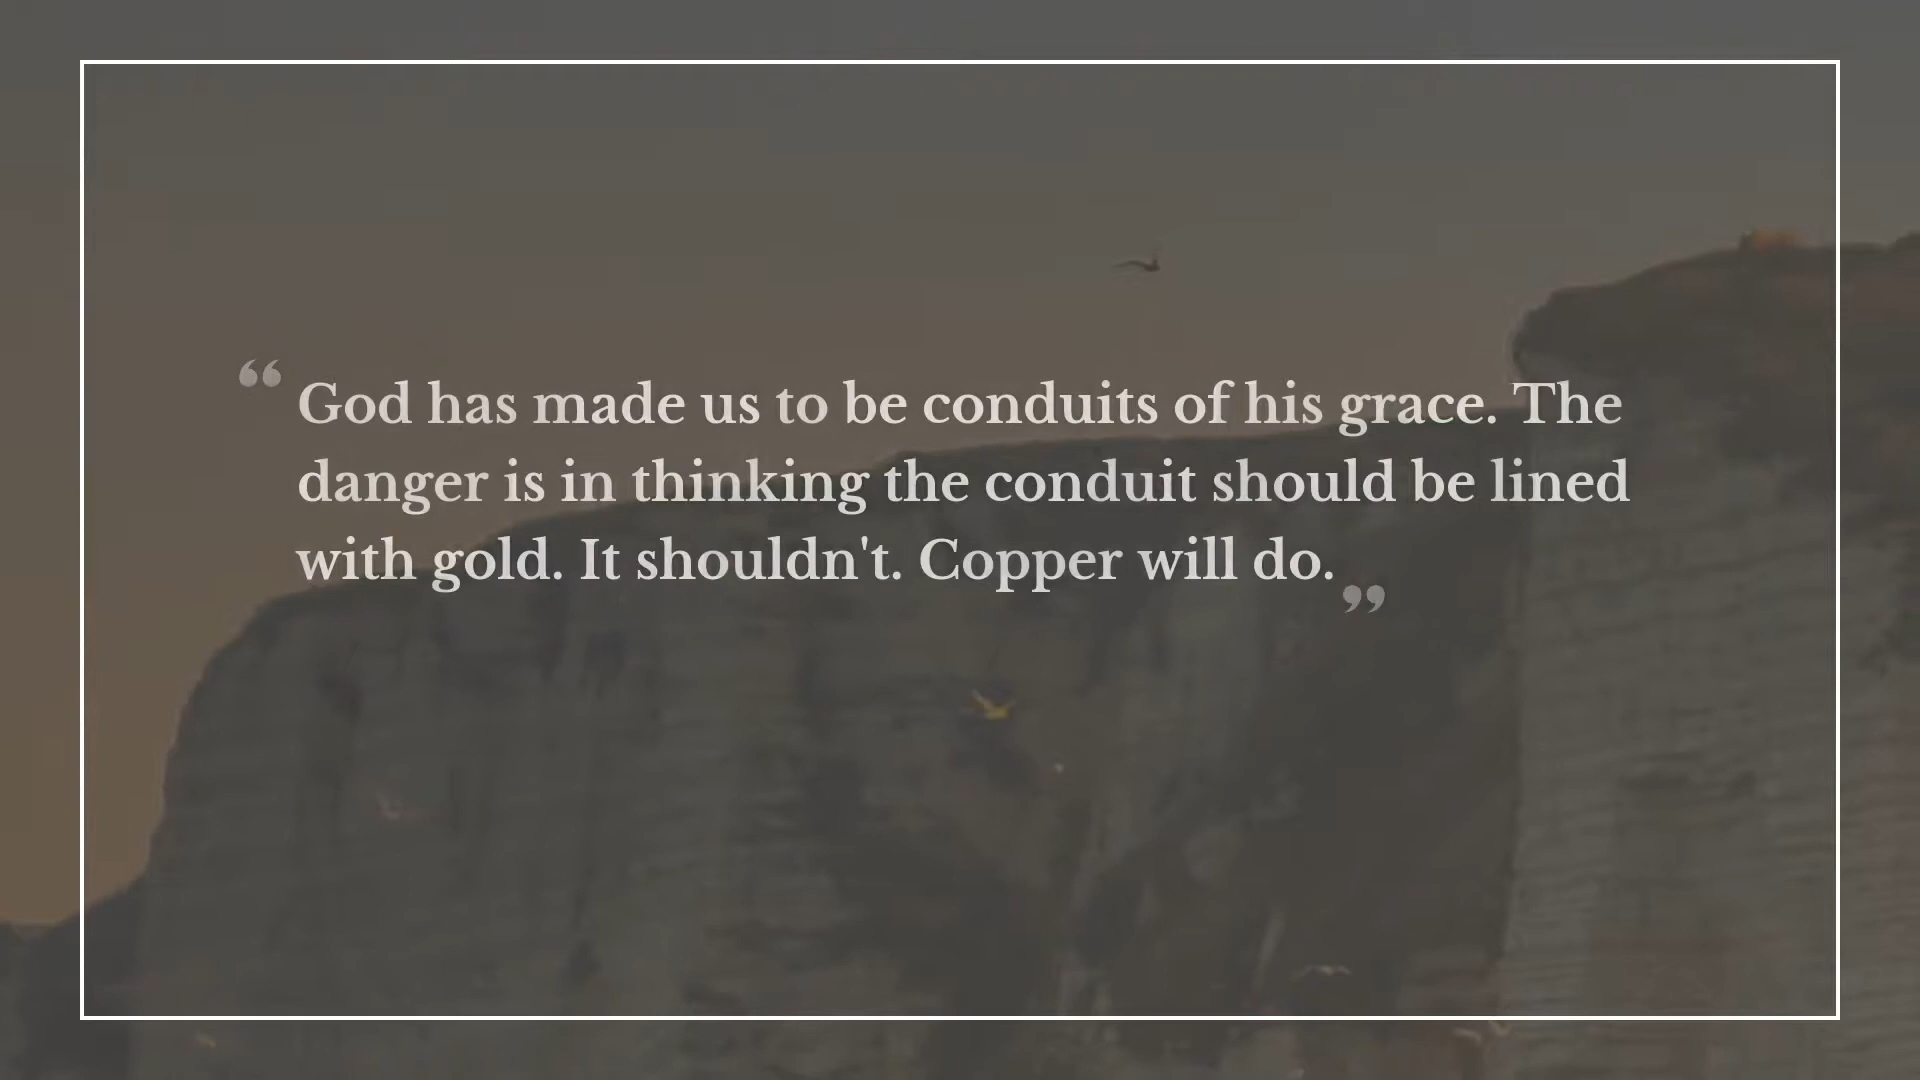 “God has made us to be conduits of his grace. The
danger is in thinking the conduit should be lined
with gold. It shouldn't. Copper will do.”